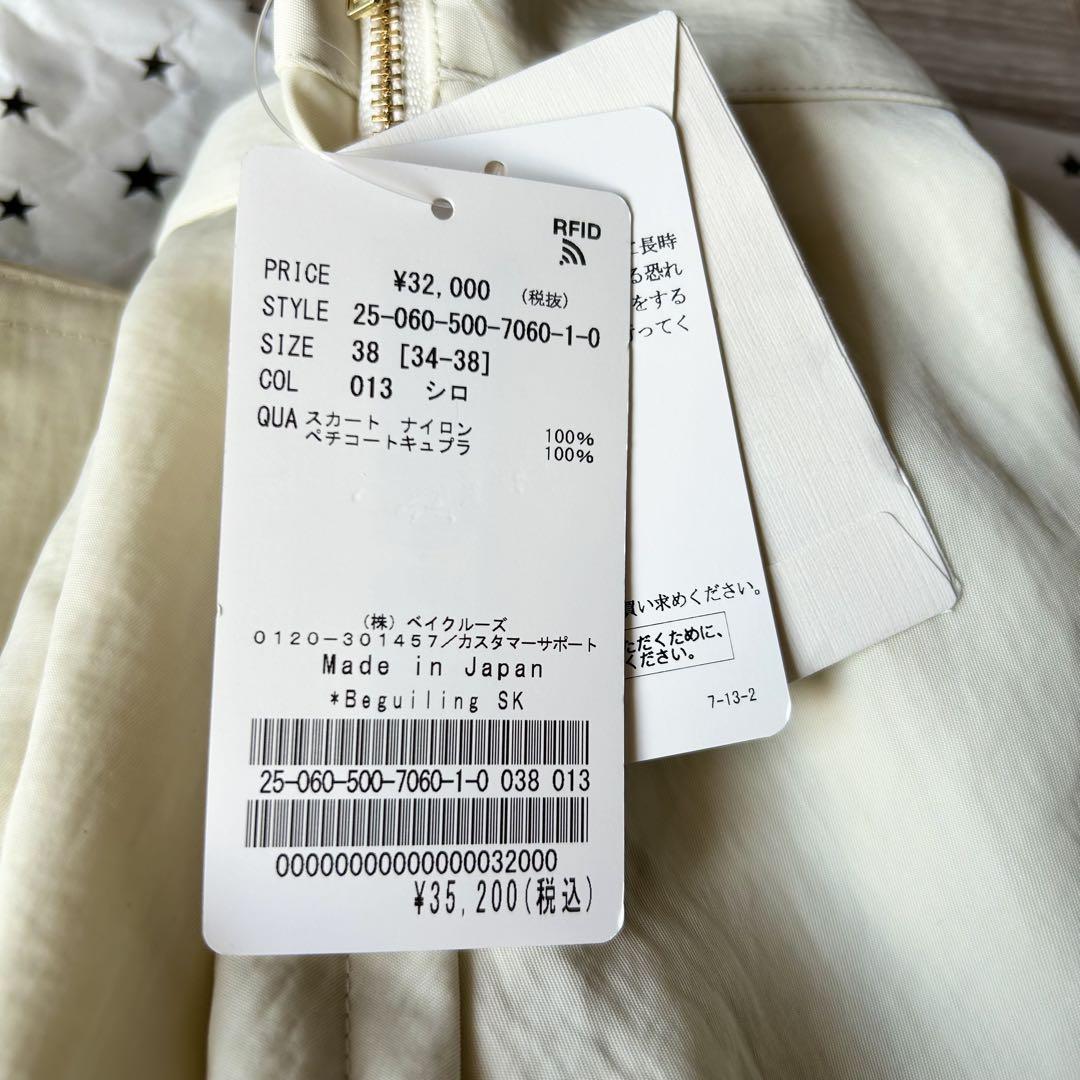 RFID
PRICE ¥32,000 (税抜)
STYLE 25-060-500-7060-1-0
SIZE 38 [34-38]
COL 013 シロ
QUA スカート ナイロン 100%
ペチコートキュプラ 100%
(株) ベイクルーズ
0120-301457/カスタマーサポート
Made in Japan
*Beguiling SK
25-060-500-7060-1-0 038 013
00000000000000032000
¥35,200(税込)
長時
る恐れ
をする
ってく
買い求めください。
ただくために、
ください。
7-13-2